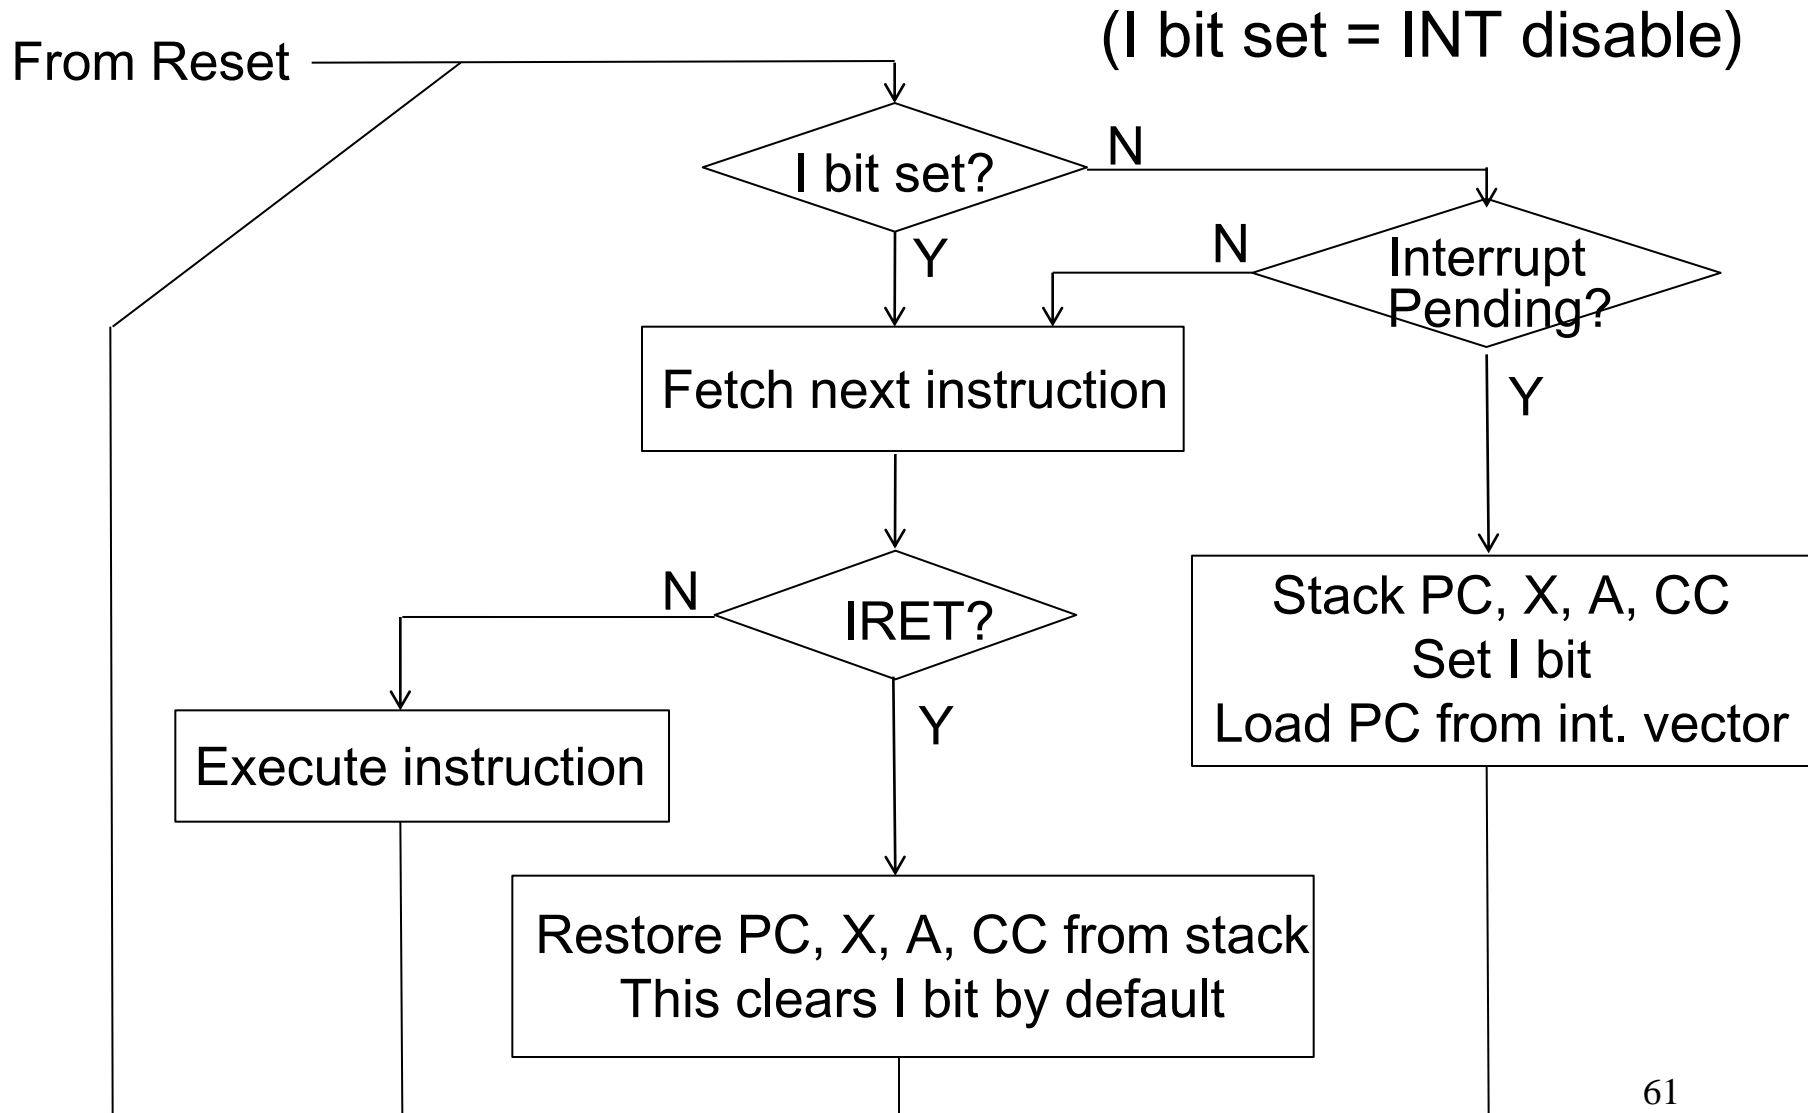 (I bit set = INT disable)
From Reset
I bit set?
N
Y
N
Interrupt
Pending?
Y
Fetch next instruction
N
IRET?
Y
Stack PC, X, A, CC
Set I bit
Load PC from int. vector
Execute instruction
Restore PC, X, A, CC from stack
This clears I bit by default
61